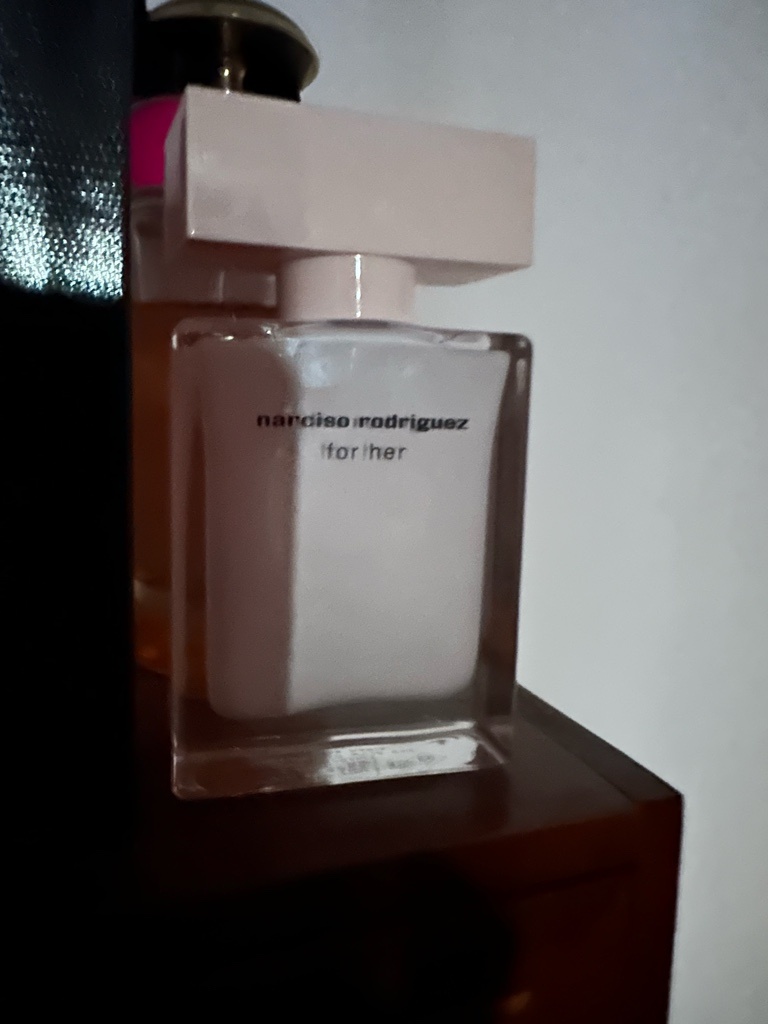 narciso rodriguez
for her